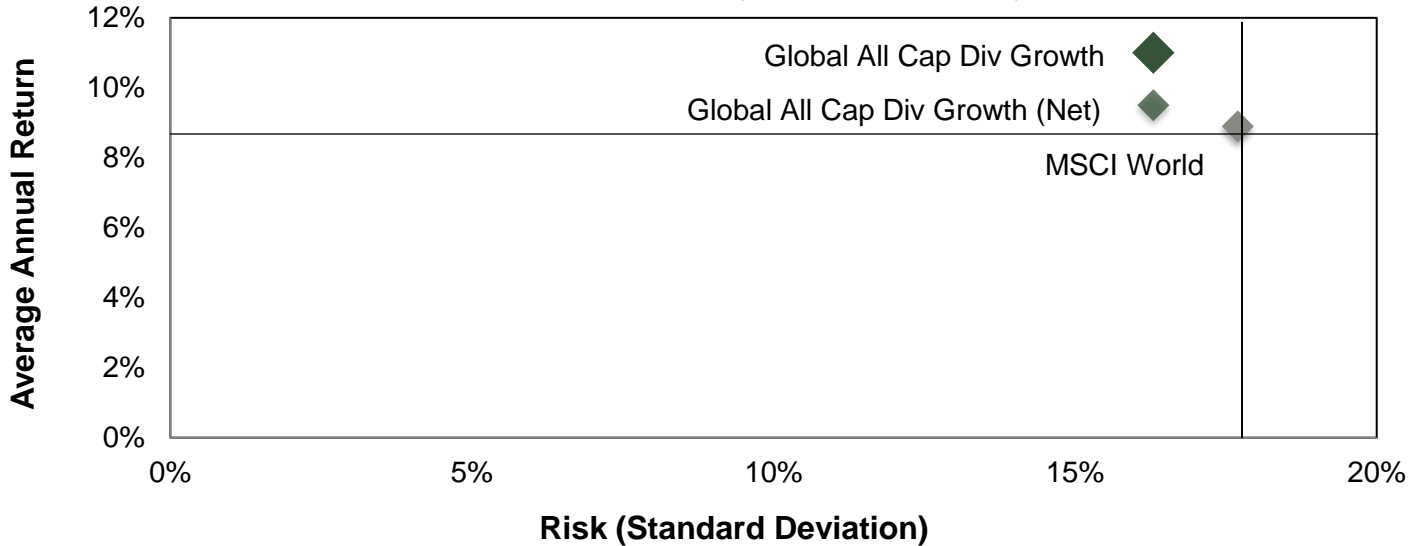 12%
10%
8%
6%
4%
2%
0%
Average Annual Return
Global All Cap Div Growth
Global All Cap Div Growth (Net)
MSCI World
0% 5% 10% 15% 20%
Risk (Standard Deviation)